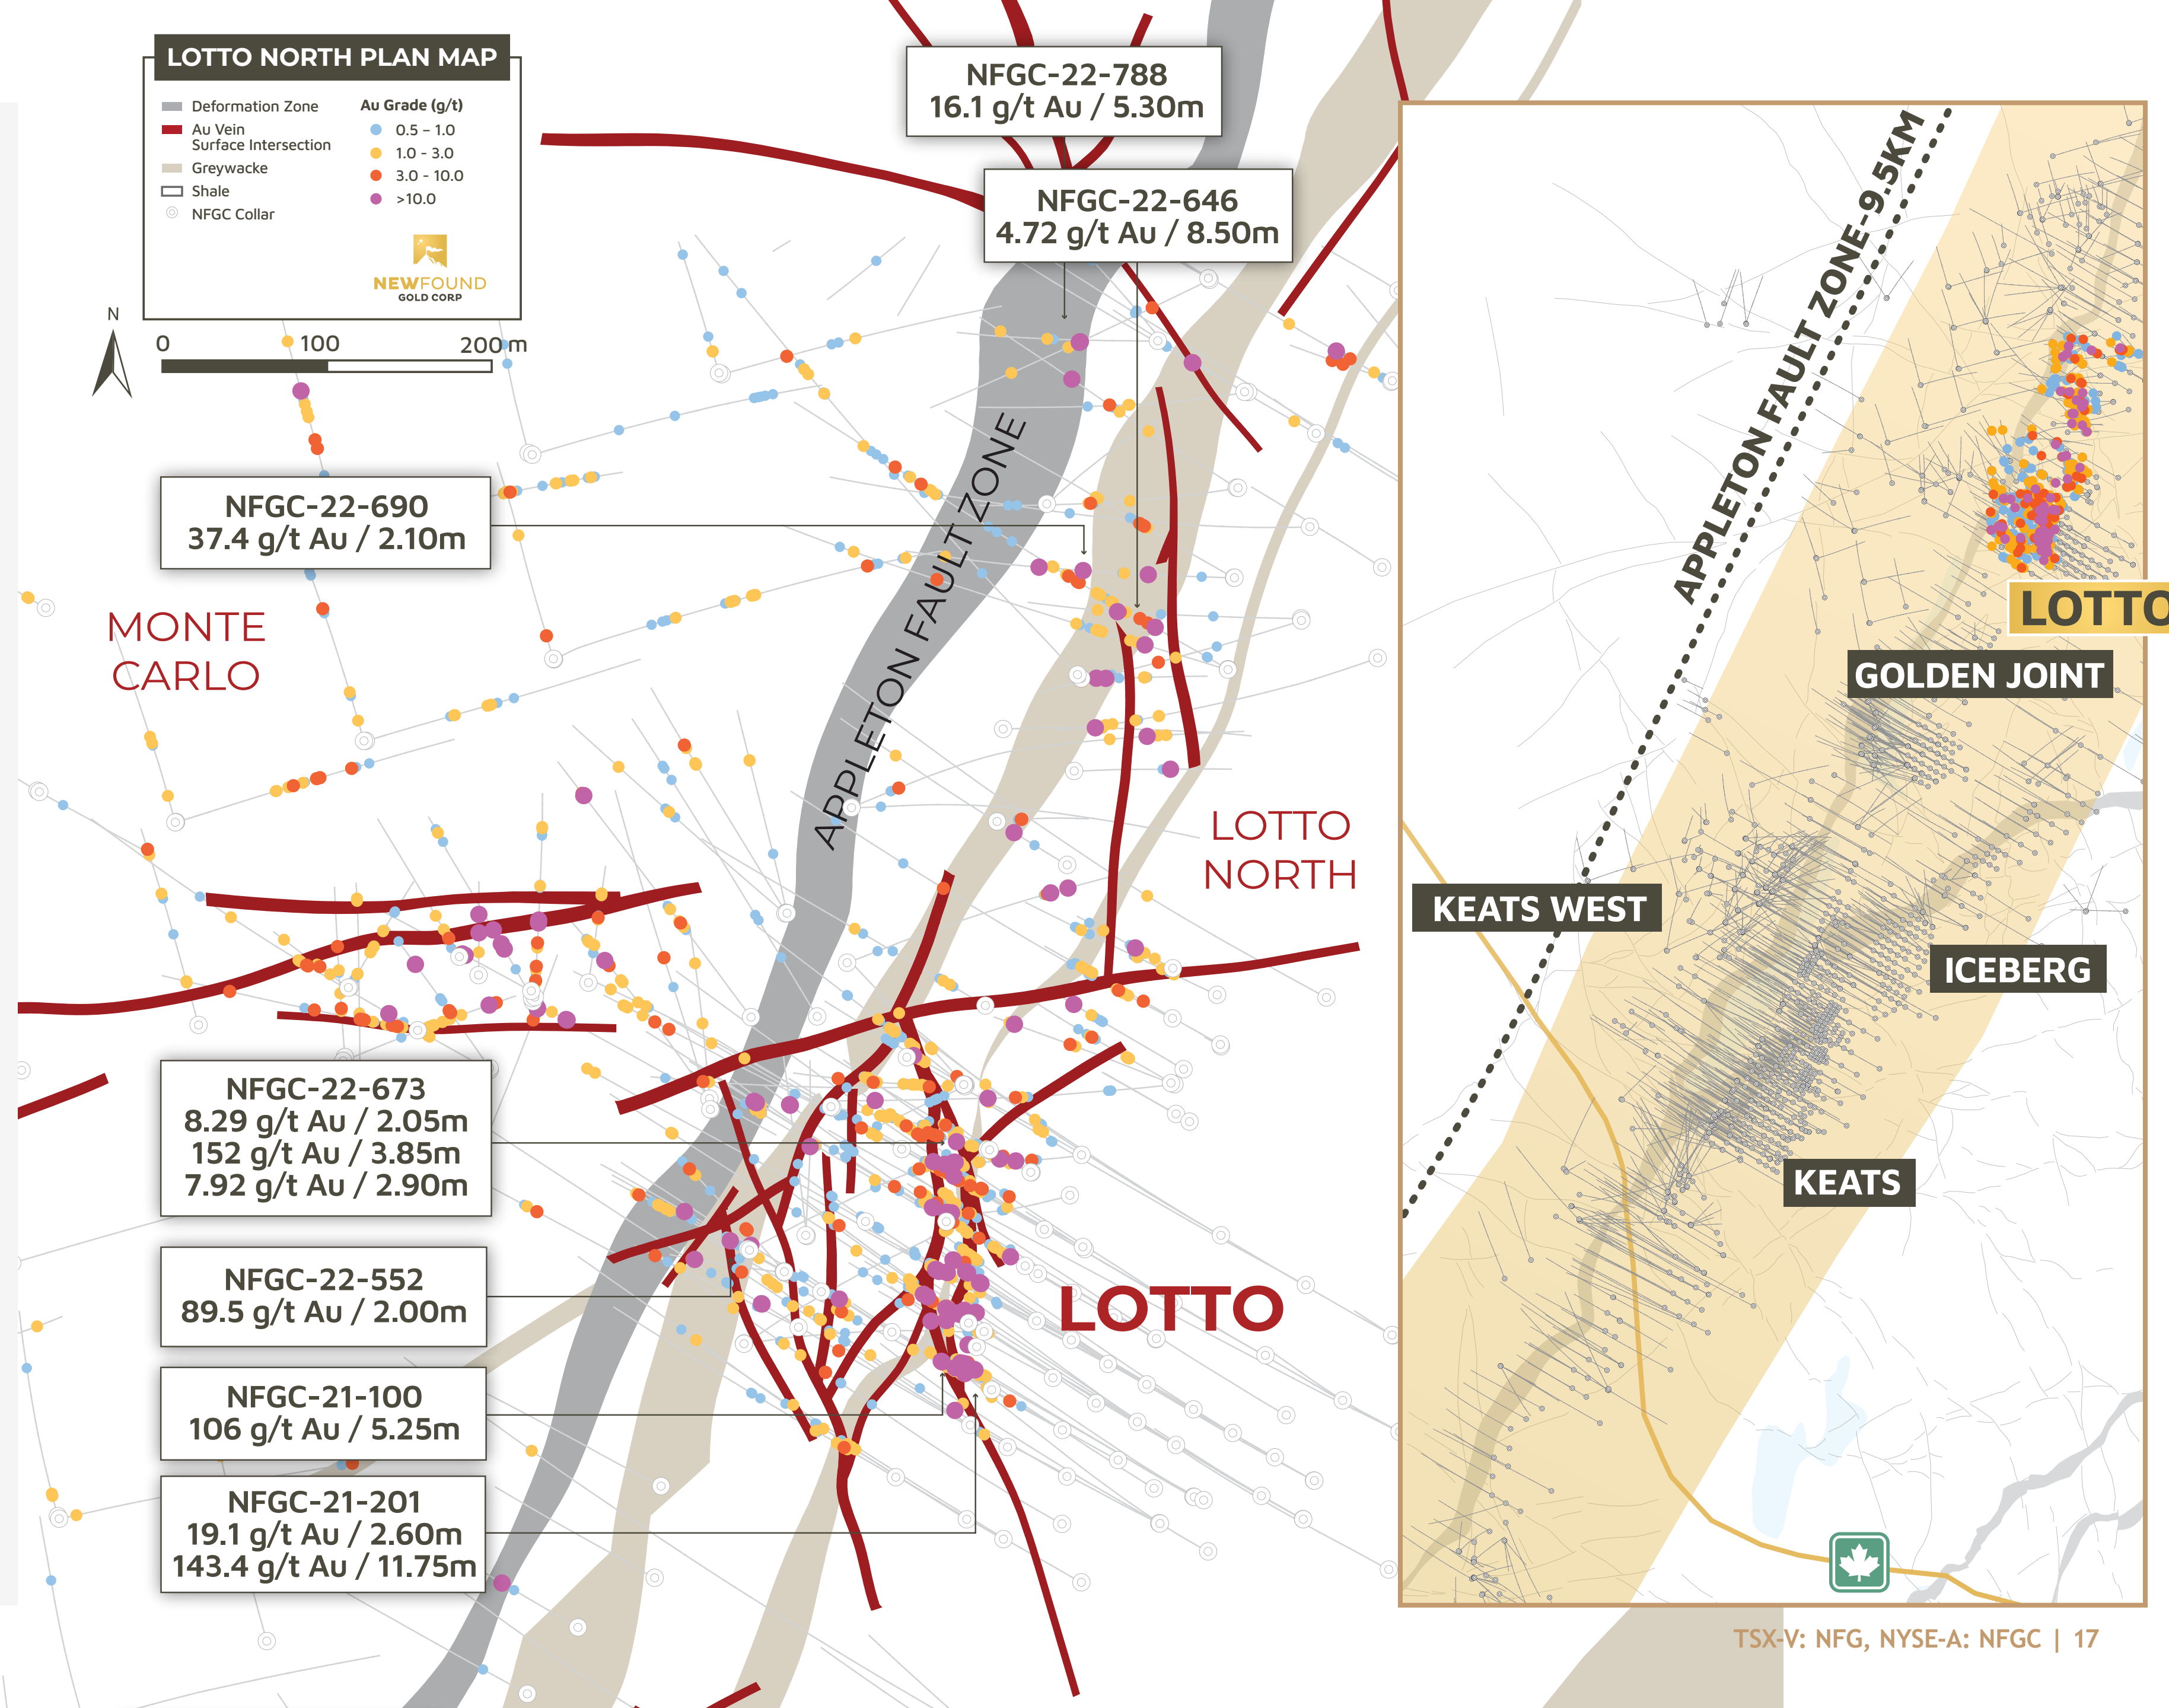 LOTTO NORTH PLAN MAP
Deformation Zone
Au Vein
Surface Intersection
Greywacke
Shale
NFGC Collar
Au Grade (g/t)
0.5 – 1.0
1.0 - 3.0
3.0 - 10.0
>10.0
NEWFOUND
GOLD CORP
N
0 100 200m
NFGC-22-788
16.1 g/t Au / 5.30m
NFGC-22-646
4.72 g/t Au / 8.50m
NFGC-22-690
37.4 g/t Au / 2.10m
MONTE
CARLO
APPLETON FAULT ZONE
LOTTO
NORTH
NFGC-22-673
8.29 g/t Au / 2.05m
152 g/t Au / 3.85m
7.92 g/t Au / 2.90m
NFGC-22-552
89.5 g/t Au / 2.00m
LOTTO
NFGC-21-100
106 g/t Au / 5.25m
NFGC-21-201
19.1 g/t Au / 2.60m
143.4 g/t Au / 11.75m
APPLETON FAULT ZONE-9.5KM
LOTTO
GOLDEN JOINT
KEATS WEST
ICEBERG
KEATS
TSX-V: NFG, NYSE-A: NFGC | 17